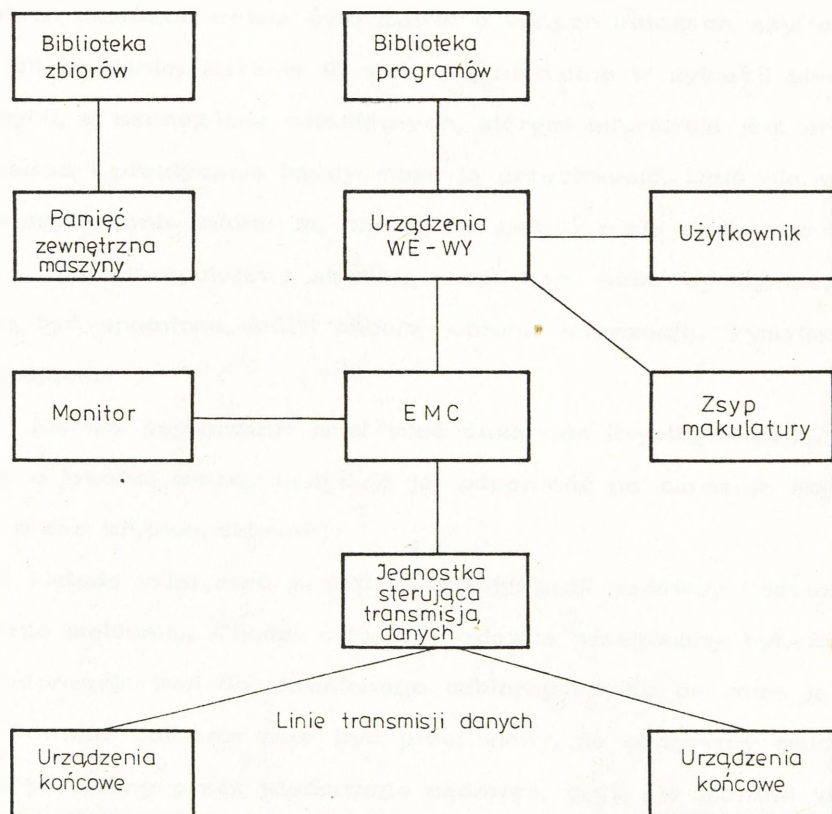 Biblioteka
zbiorów
Biblioteka
programów
Pamięć
zewnętrzna
maszyny
Urządzenia
WE-WY
Użytkownik
Monitor
EMC
Zsyp
makulatury
Jednostka
sterująca
transmisją
danych
Linie transmisji danych
Urządzenia
końcowe
Urządzenia
końcowe